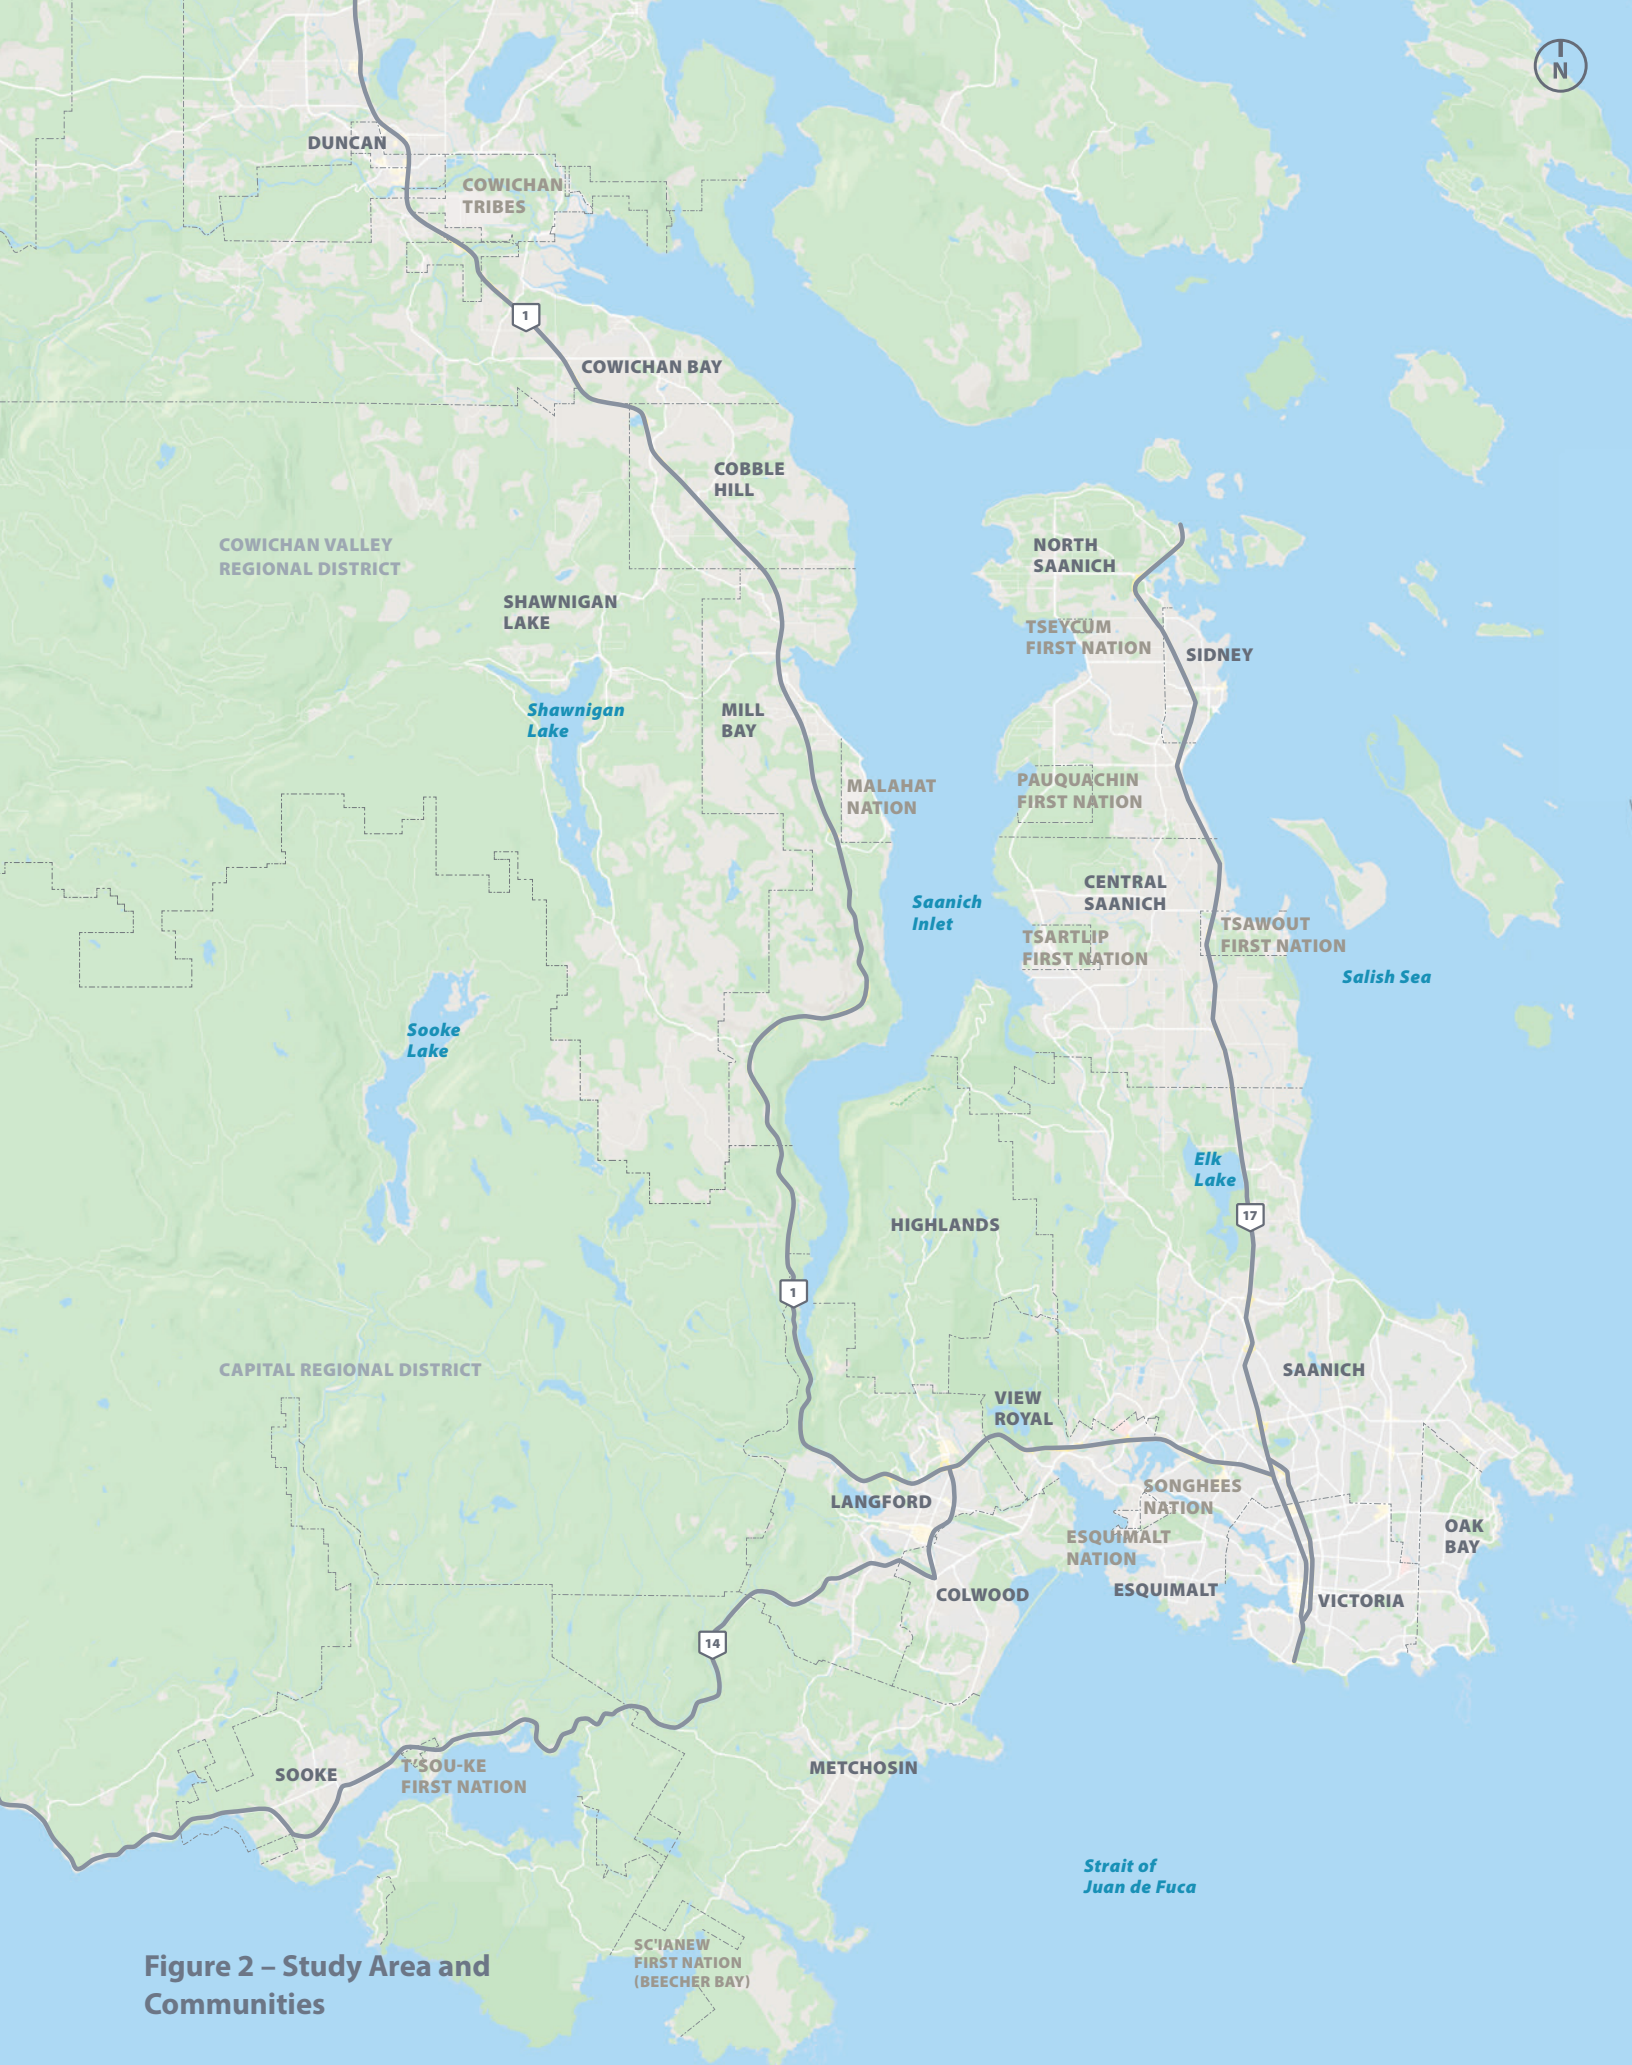 N
DUNCAN
COWICHAN
TRIBES
1
COWICHAN BAY
COBBLE
HILL
COWICHAN VALLEY
REGIONAL DISTRICT
NORTH
SAANICH
SHAWNIGAN
LAKE
TSEYCUM
FIRST NATION
SIDNEY
Shawnigan
Lake
MILL
BAY
MALAHAT
NATION
PAUQUACHIN
FIRST NATION
CENTRAL
SAANICH
Saanich
Inlet
TSARTLIP
FIRST NATION
TSAWOUT
FIRST NATION
Salish Sea
Sooke
Lake
Elk
Lake
17
HIGHLANDS
1
CAPITAL REGIONAL DISTRICT
SAANICH
VIEW
ROYAL
LANGFORD
SONGHEES
NATION
ESQUIMALT
NATION
OAK
BAY
COLWOOD
ESQUIMALT
VICTORIA
14
METCHOSIN
SOOKE
T'SOU-KE
FIRST NATION
Strait of
Juan de Fuca
SC'IANEW
FIRST NATION
(BEECHER BAY)
Figure 2 – Study Area and
Communities